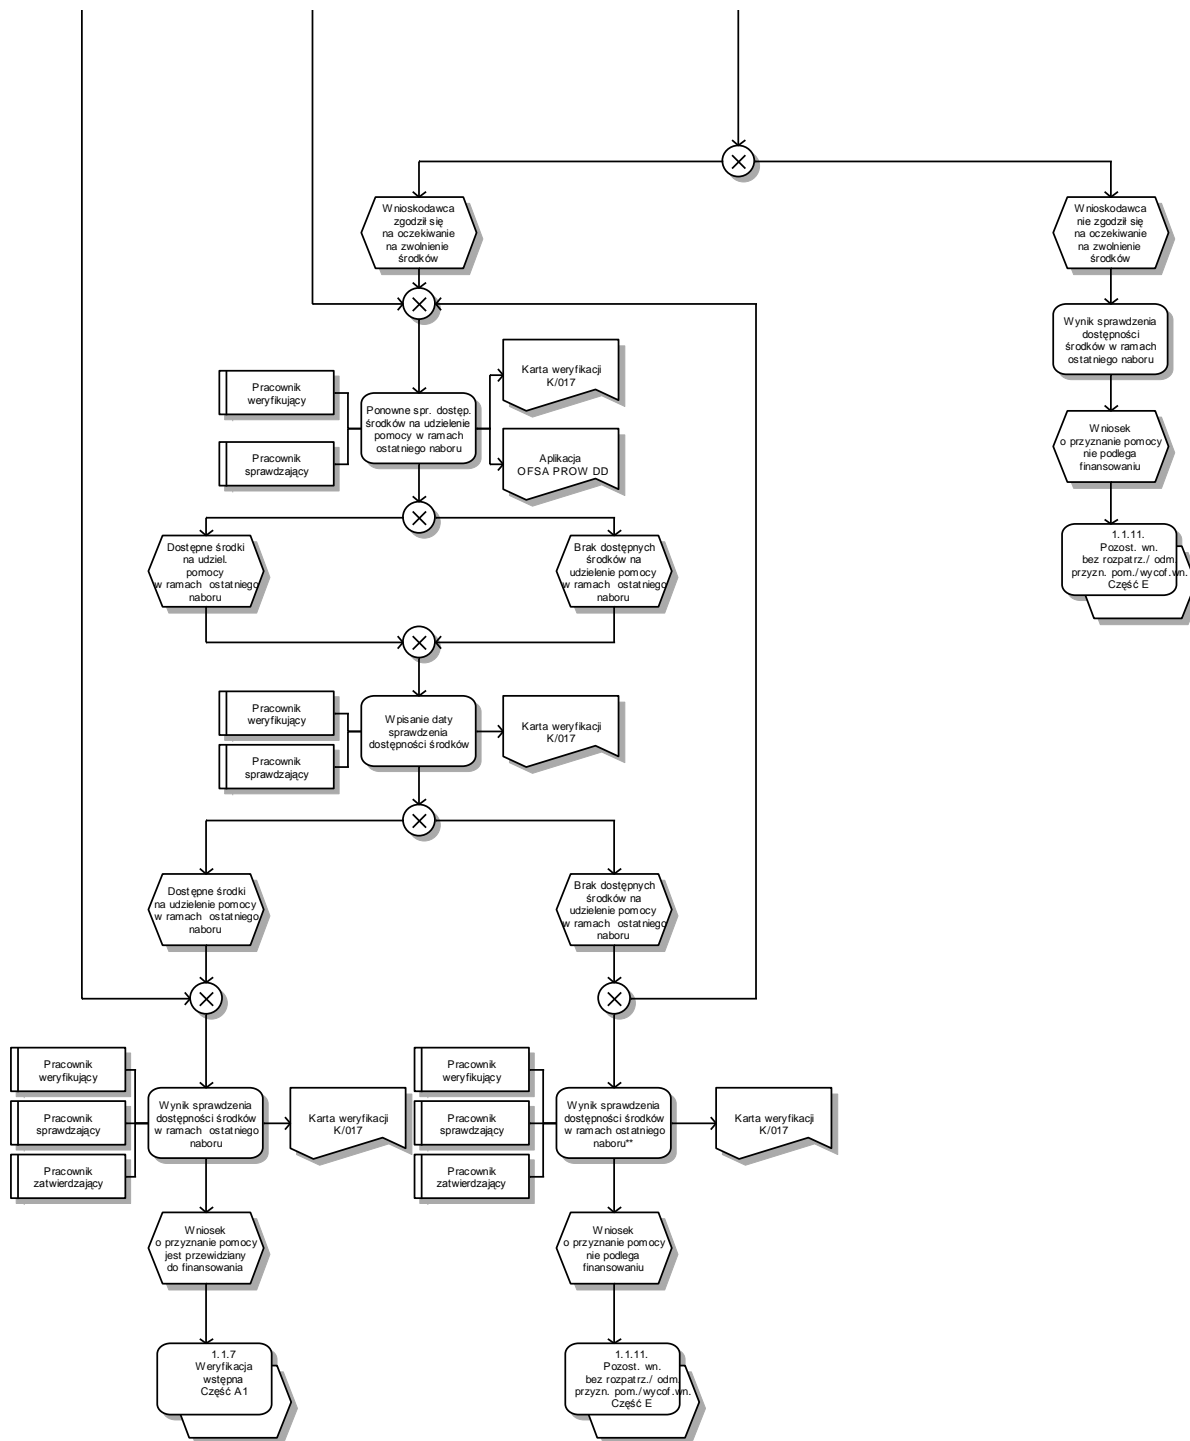 Wnioskodawca
zgodził się
na oczekiwanie
na zwolnienie
środków
Wnioskodawca
nie zgodził się
na oczekiwanie
na zwolnienie
środków
Wynik sprawdzenia
dostępności
środków w ramach
ostatniego naboru
Karta weryfikacji
K/017
Pracownik
weryfikujący
Ponowne spr. dostęp.
środków na udzielenie
pomocy w ramach
ostatniego naboru
Pracownik
sprawdzający
Aplikacja
OFSA PROW DD
Wniosek
o przyznanie pomocy
nie podlega
finansowaniu
Dostępne środki
na udziel.
pomocy
w ramach ostatniego
naboru
Brak dostępnych
środków na
udzielenie pomocy
w ramach ostatniego
naboru
1.1.11.
Pozost. wn.
bez rozpatrz./ odm.
przyzn. pom./wycof.wn.
Część E
Pracownik
weryfikujący
Pracownik
sprawdzający
Wpisanie daty
sprawdzenia
dostępności środków
Karta weryfikacji
K/017
Dostępne środki
na udzielenie pomocy
w ramach ostatniego
naboru
Brak dostępnych
środków na
udzielenie pomocy
w ramach ostatniego
naboru
Pracownik
weryfikujący
Pracownik
sprawdzający
Pracownik
zatwierdzający
Wynik sprawdzenia
dostępności środków
w ramach ostatniego
naboru
Karta weryfikacji
K/017
Pracownik
weryfikujący
Pracownik
sprawdzający
Pracownik
zatwierdzający
Wynik sprawdzenia
dostępności środków
w ramach ostatniego
naboru**
Karta weryfikacji
K/017
Wniosek
o przyznanie pomocy
jest przewidziany
do finansowania
Wniosek
o przyznanie pomocy
nie podlega
finansowaniu
1.1.7
Weryfikacja
wstępna
Część A1
1.1.11.
Pozost. wn.
bez rozpatrz./ odm.
przyzn. pom./wycof.wn.
Część E